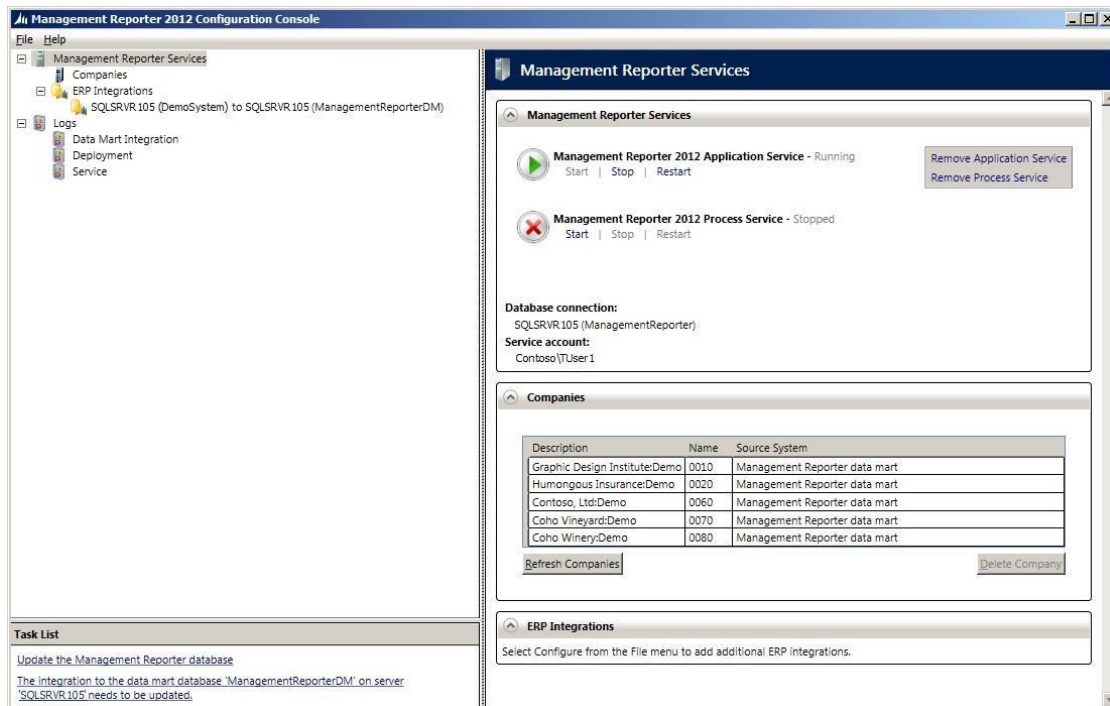 Management Reporter 2012 Configuration Console
File Help
Management Reporter Services
Companies
ERP Integrations
SQLSRVR105 (DemoSystem) to SQLSRVR105 (ManagementReporterDM)
Logs
Data Mart Integration
Deployment
Service
Task List
Update the Management Reporter database
The integration to the data mart database 'ManagementReporterDM' on server
'SQLSRVR105' needs to be updated.
Management Reporter Services
Management Reporter Services
Management Reporter 2012 Application Service - Running
Start | Stop | Restart
Remove Application Service
Remove Process Service
Management Reporter 2012 Process Service - Stopped
Start | Stop | Restart
Database connection:
SQLSRVR105 (ManagementReporter)
Service account:
Contoso\TUser1
Companies
Description Name Source System
Graphic Design Institute:Demo 0010 Management Reporter data mart
Humongous Insurance:Demo 0020 Management Reporter data mart
Contoso, Ltd:Demo 0060 Management Reporter data mart
Coho Vineyard:Demo 0070 Management Reporter data mart
Coho Winery:Demo 0080 Management Reporter data mart
Refresh Companies Delete Company
ERP Integrations
Select Configure from the File menu to add additional ERP integrations.